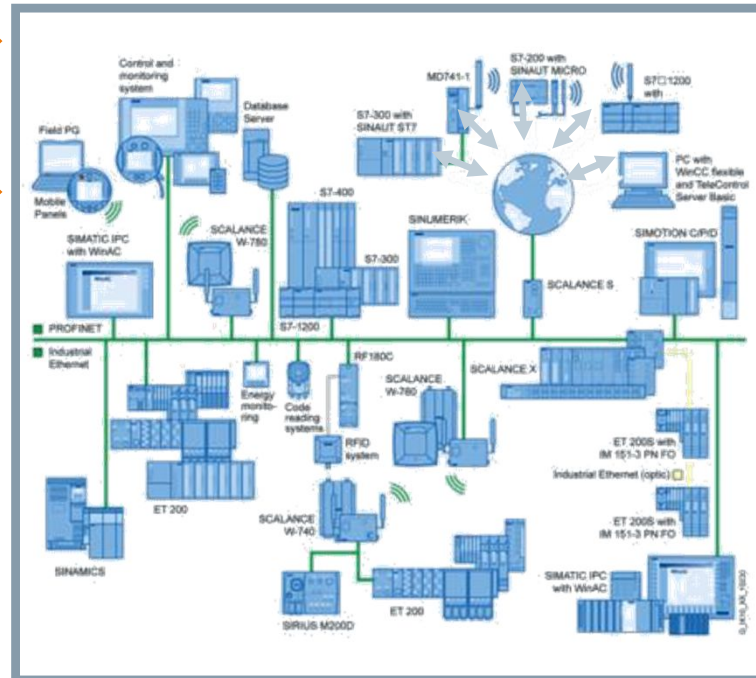 Control and
monitoring
system
Field PG
Mobile
Panels
Database
Server
MD741-1
S7-200 with
SINAUT MICRO
S7□1200
with
S7-300 with
SINAUT ST7
PC with
WinCC flexible
and TeleControl
Server Basic
SIMATIC IPC
with WinAC
SCALANCE
W-780
S7-400
S7-300
S7-1200
SINUMERIK
SCALANCE S
SIMOTION C/P/D
PROFINET
Industrial
Ethernet
Energy
monito-
ring
Code
reading
systems
RF180C
RFID
system
SCALANCE
W-780
SCALANCE X
ET 200S with
IM 151-3 PN FO
Industrial Ethernet (optic)
ET 200S with
IM 151-3 PN FO
ET 200
SINAMICS
SCALANCE
W-740
SIRIUS M200D
ET 200
SIMATIC IPC
with WinAC